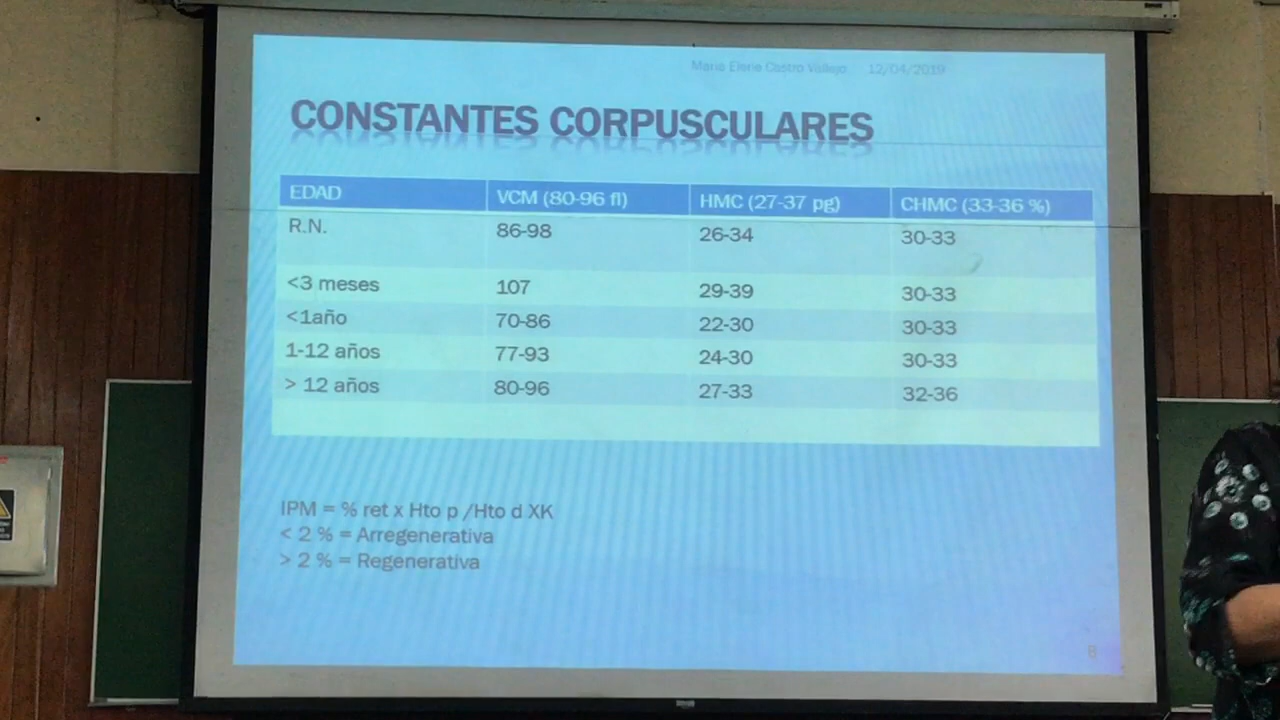 Maria Elena Castro Vallejo 12/04/2019
CONSTANTES CORPUSCULARES
EDAD VCM (80-96 fl) HMC (27-37 pg) CHMC (33-36 %)
R.N. 86-98 26-34 30-33
<3 meses 107 29-39 30-33
<1año 70-86 22-30 30-33
1-12 años 77-93 24-30 30-33
> 12 años 80-96 27-33 32-36
IPM = % ret x Hto p /Hto d XK
< 2 % = Arregenerativa
> 2 % = Regenerativa
8